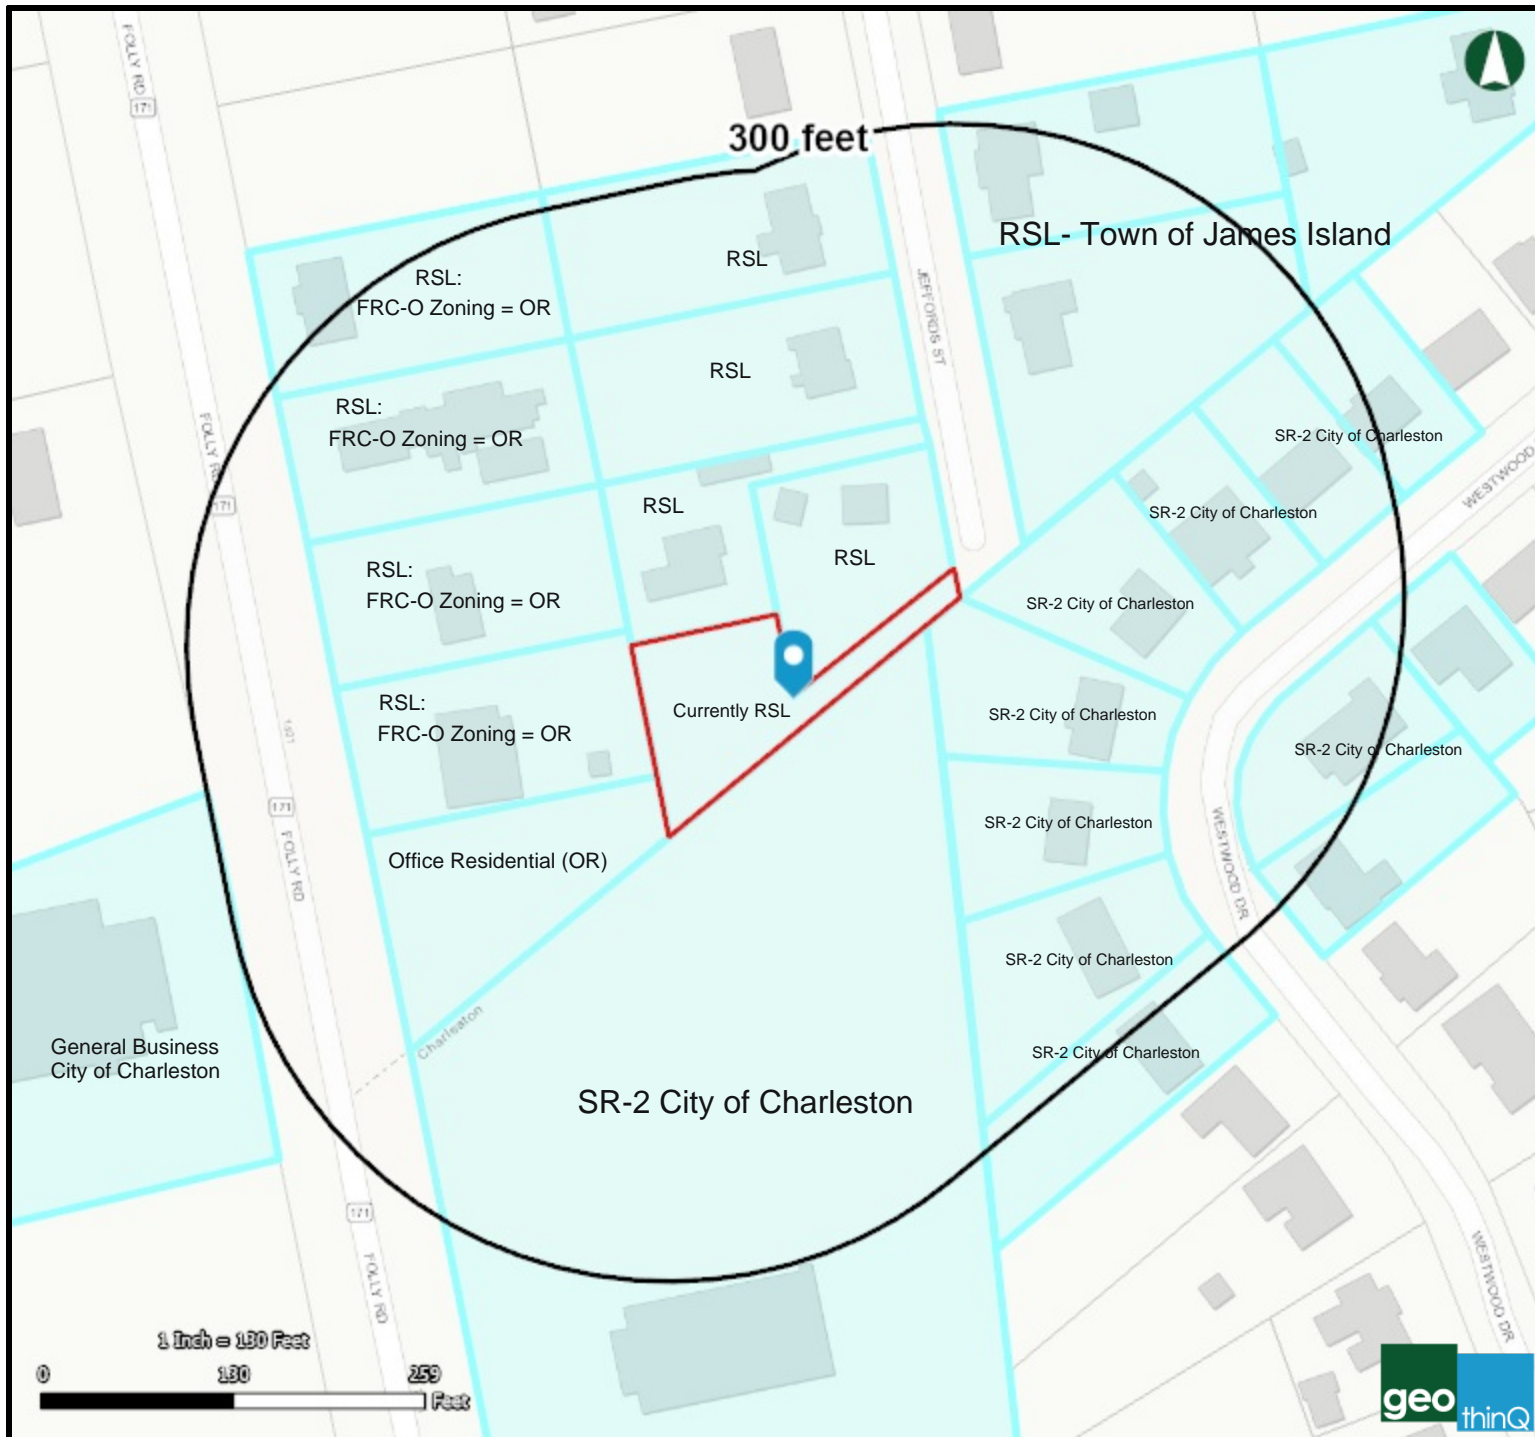 FOLLY RD
171
300 feet
RSL- Town of James Island
RSL
RSL:
FRC-O Zoning = OR
JEFFORDS ST
RSL
RSL:
FRC-O Zoning = OR
FOLLY RD
171
SR-2 City of Charleston
WESTWOOD
SR-2 City of Charleston
RSL
RSL
RSL:
FRC-O Zoning = OR
SR-2 City of Charleston
RSL:
FRC-O Zoning = OR
Currently RSL
SR-2 City of Charleston
SR-2 City of Charleston
171
FOLLY RD
SR-2 City of Charleston
WESTWOOD DR
Office Residential (OR)
SR-2 City of Charleston
Charleston
General Business
City of Charleston
SR-2 City of Charleston
SR-2 City of Charleston
171
FOLLY RD
WESTWOOD DR
1 Inch = 130 Feet
0 130 259
Feet
geo
thinQ